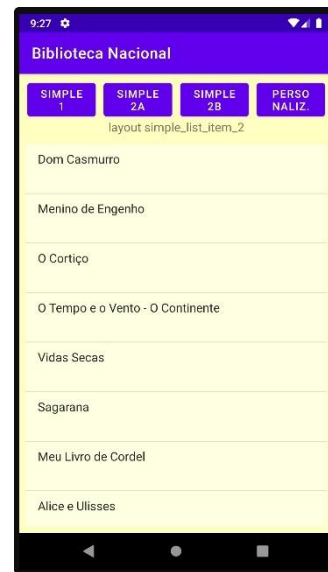 9:27
Biblioteca Nacional
SIMPLE 1
SIMPLE 2A
SIMPLE 2B
PERSO NALIZ.
layout simple_list_item_2
Dom Casmurro
Menino de Engenho
O Cortiço
O Tempo e o Vento - O Continente
Vidas Secas
Sagarana
Meu Livro de Cordel
Alice e Ulisses